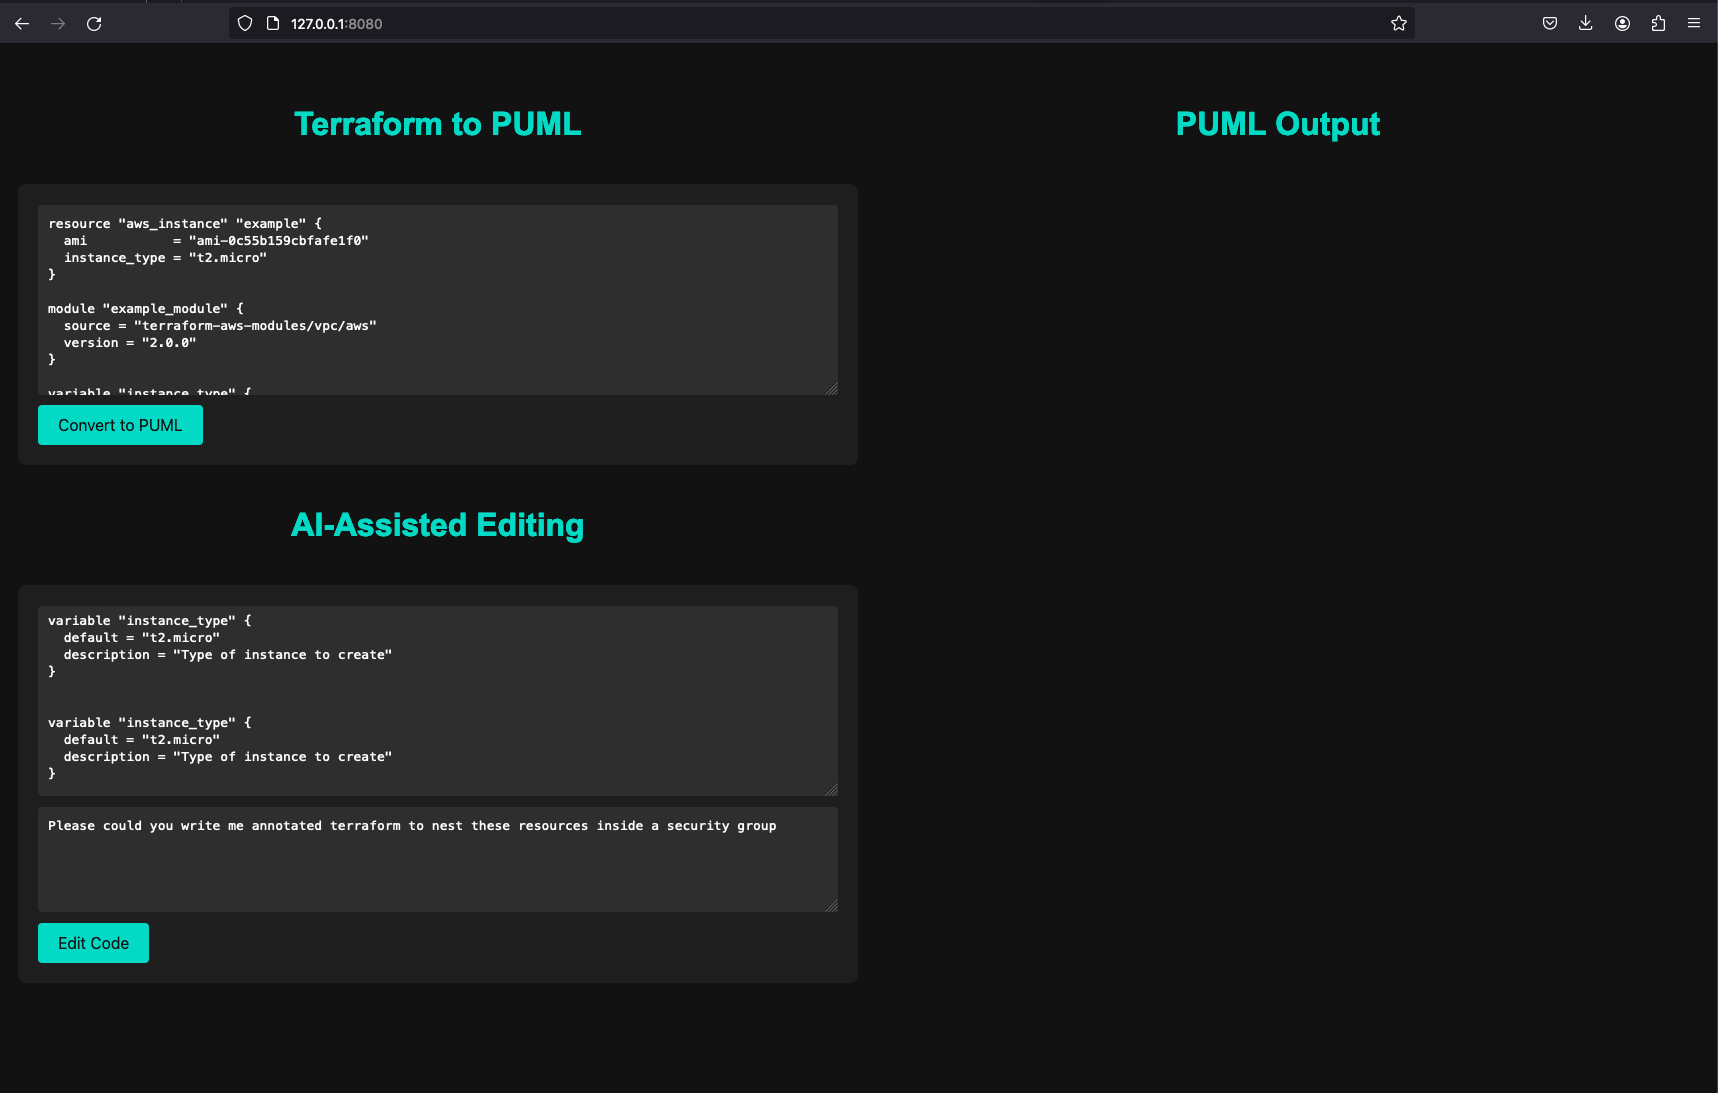 127.0.0.1:8080
Terraform to PUML
resource "aws_instance" "example" {
  ami           = "ami-0c55b159cbfafe1f0"
  instance_type = "t2.micro"
}
module "example_module" {
  source = "terraform-aws-modules/vpc/aws"
  version = "2.0.0"
}
variable "instance_type" {
Convert to PUML
AI-Assisted Editing
variable "instance_type" {
  default = "t2.micro"
  description = "Type of instance to create"
}
variable "instance_type" {
  default = "t2.micro"
  description = "Type of instance to create"
}
Please could you write me annotated terraform to nest these resources inside a security group
Edit Code
PUML Output